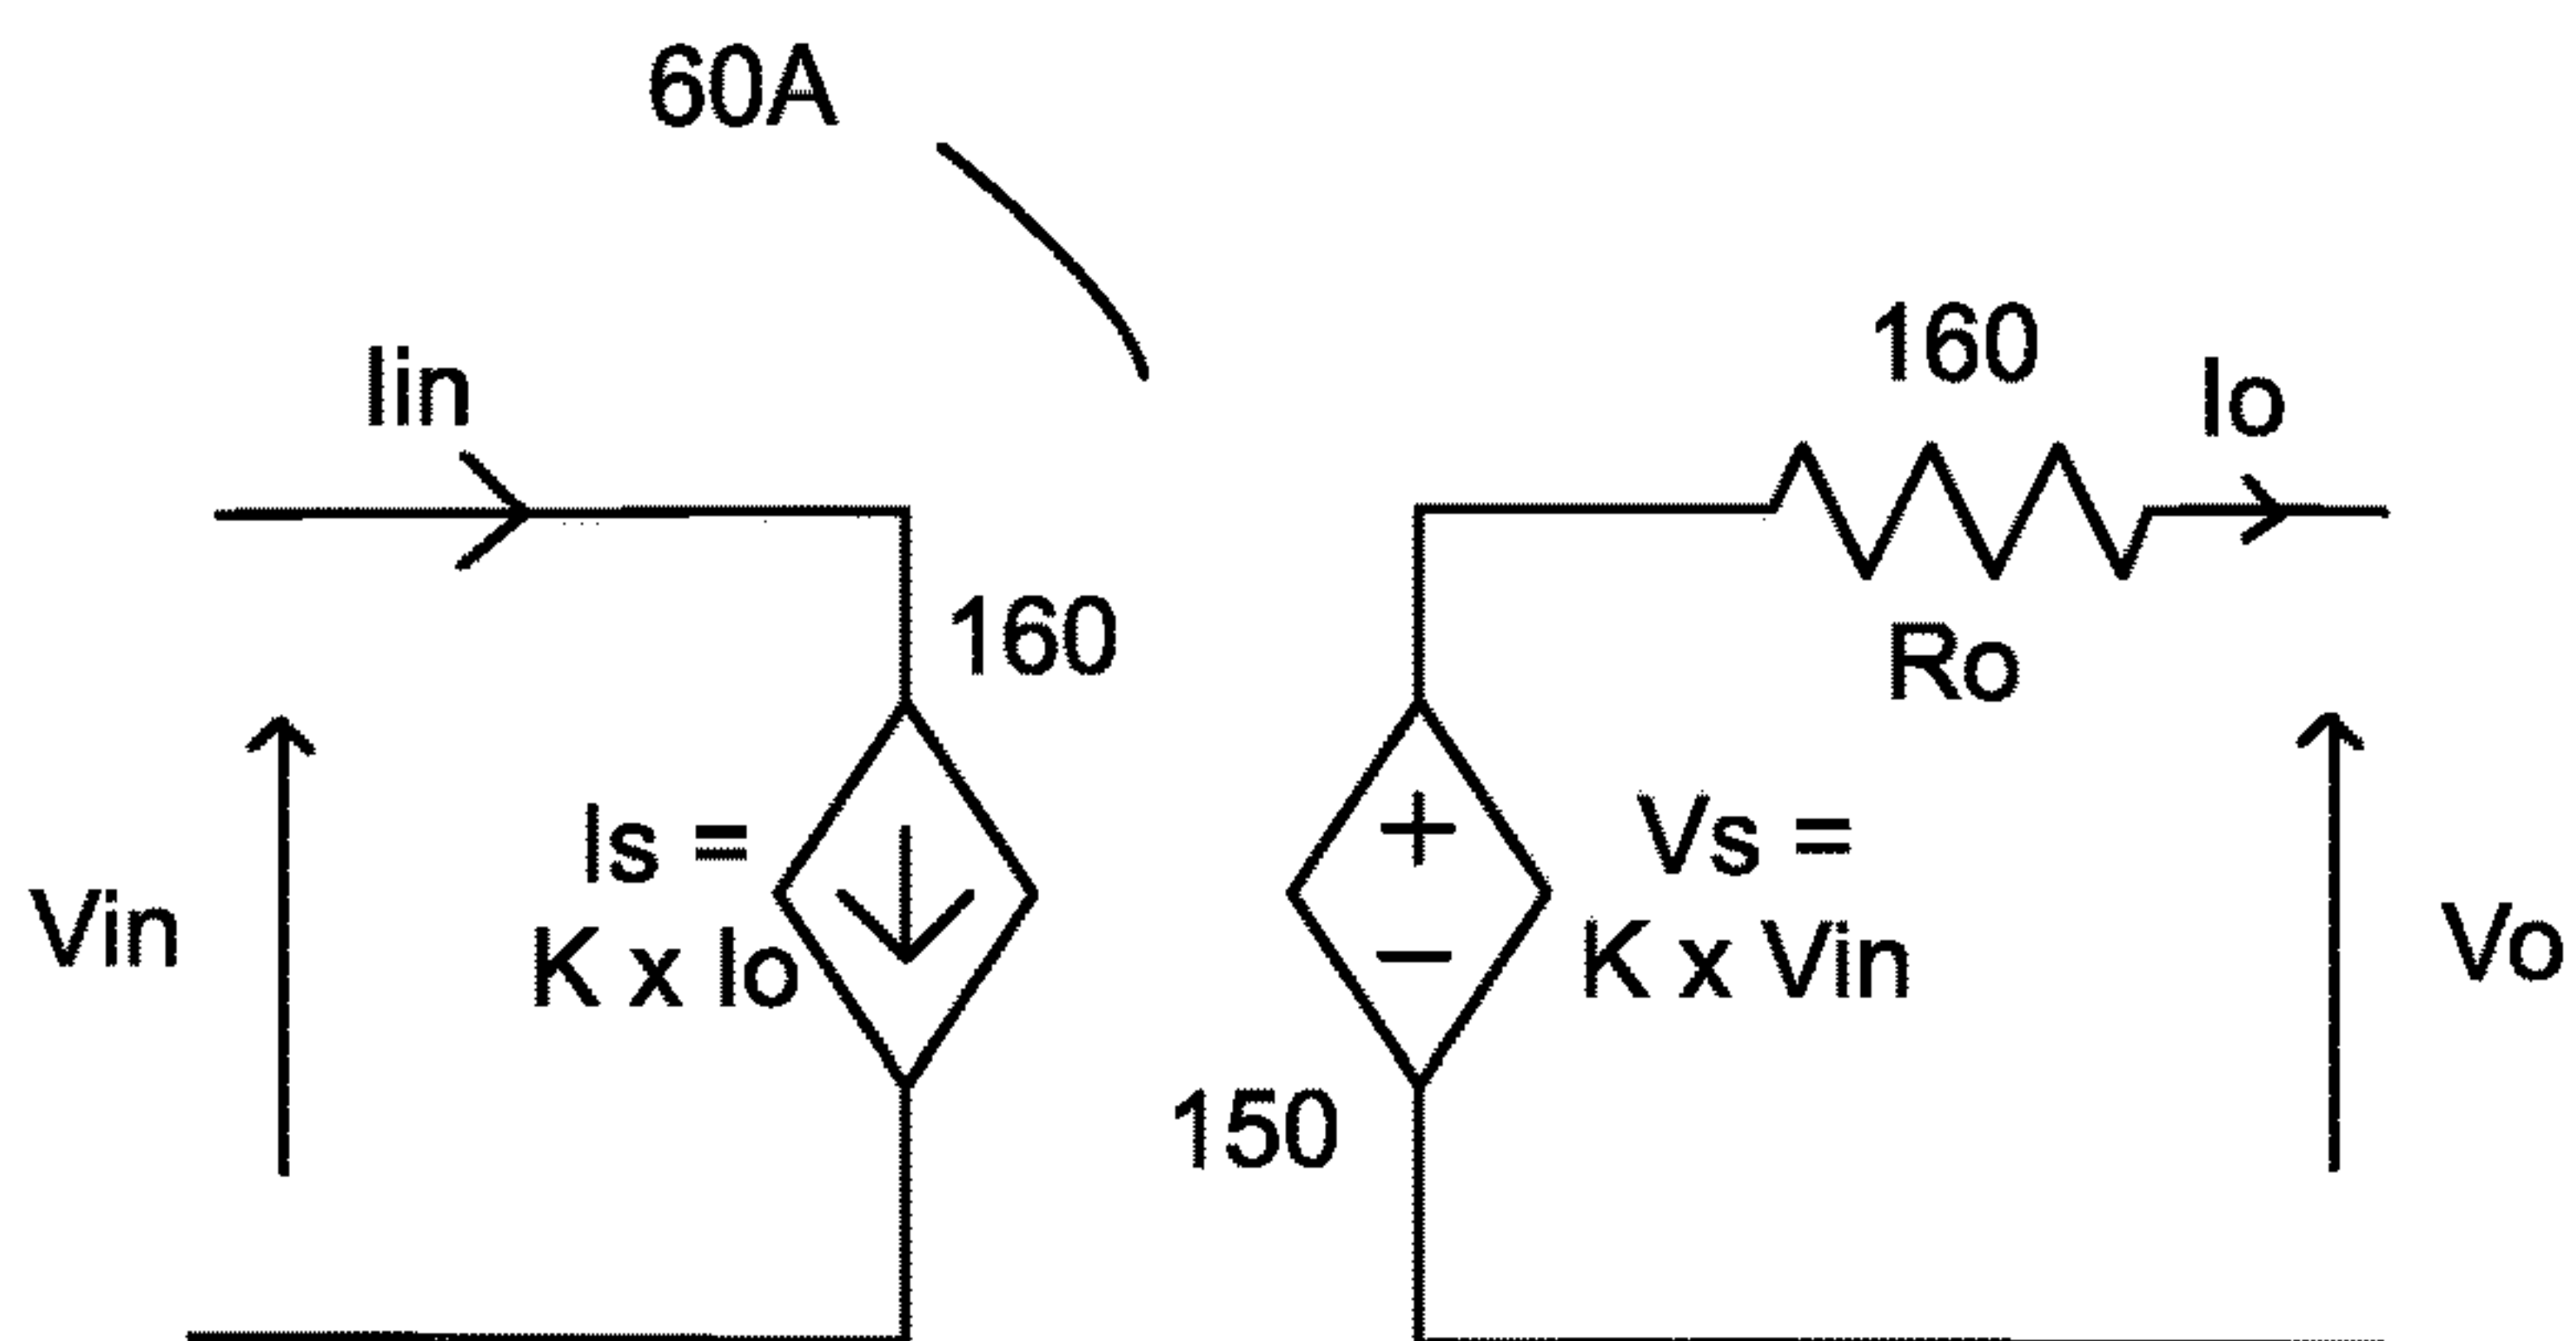 60A
160
Iin
Io
160
Ro
Is =
K x Io
+
−
Vs =
K x Vin
Vin
Vo
150